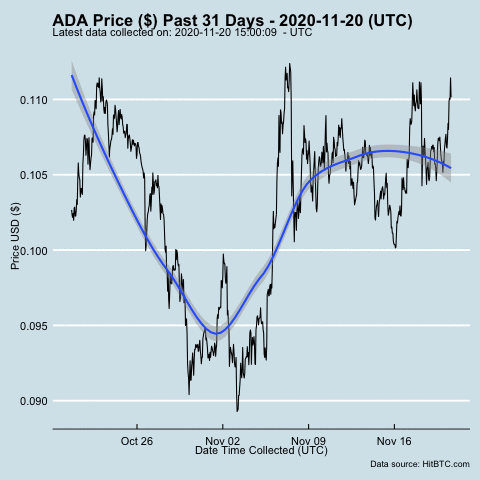 ADA Price ($) Past 31 Days - 2020-11-20 (UTC)
Latest data collected on: 2020-11-20 15:00:09 - UTC
0.110
0.105
0.100
0.095
0.090
Price USD ($)
Oct 26
Nov 02
Nov 09
Nov 16
Date Time Collected (UTC)
Data source: HitBTC.com